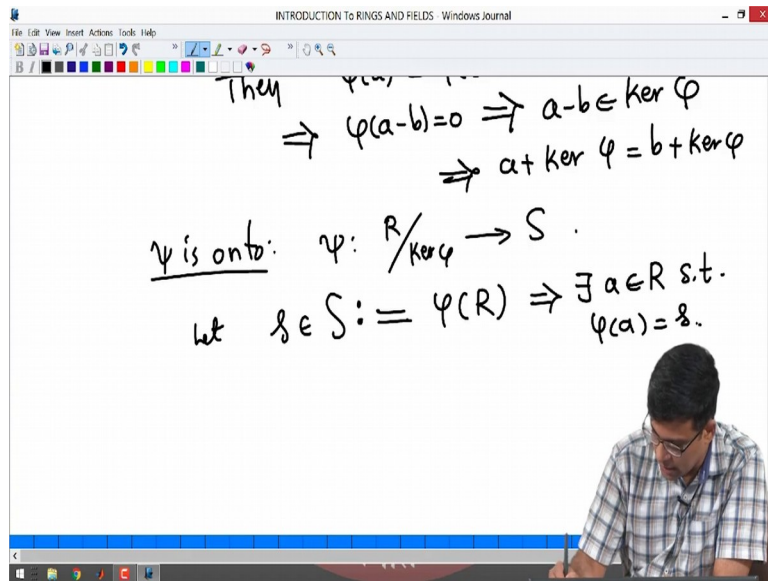 INTRODUCTION To RINGS AND FIELDS - Windows Journal
File Edit View Insert Actions Tools Help
B I
Then φ(a) =
⇒ φ(a-b)=0 ⇒ a-b ∈ ker φ
⇒ a+ ker φ = b+ker φ
ψ is onto: ψ: R/ker φ → S .
Let s ∈ S := φ(R) ⇒ ∃ a ∈ R s.t.
φ(a) = s.